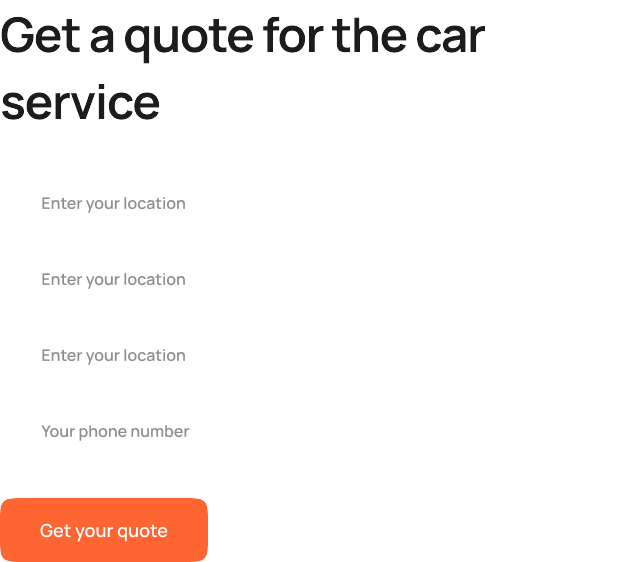 Get a quote for the car
service
Enter your location
Enter your location
Enter your location
Your phone number
Get your quote